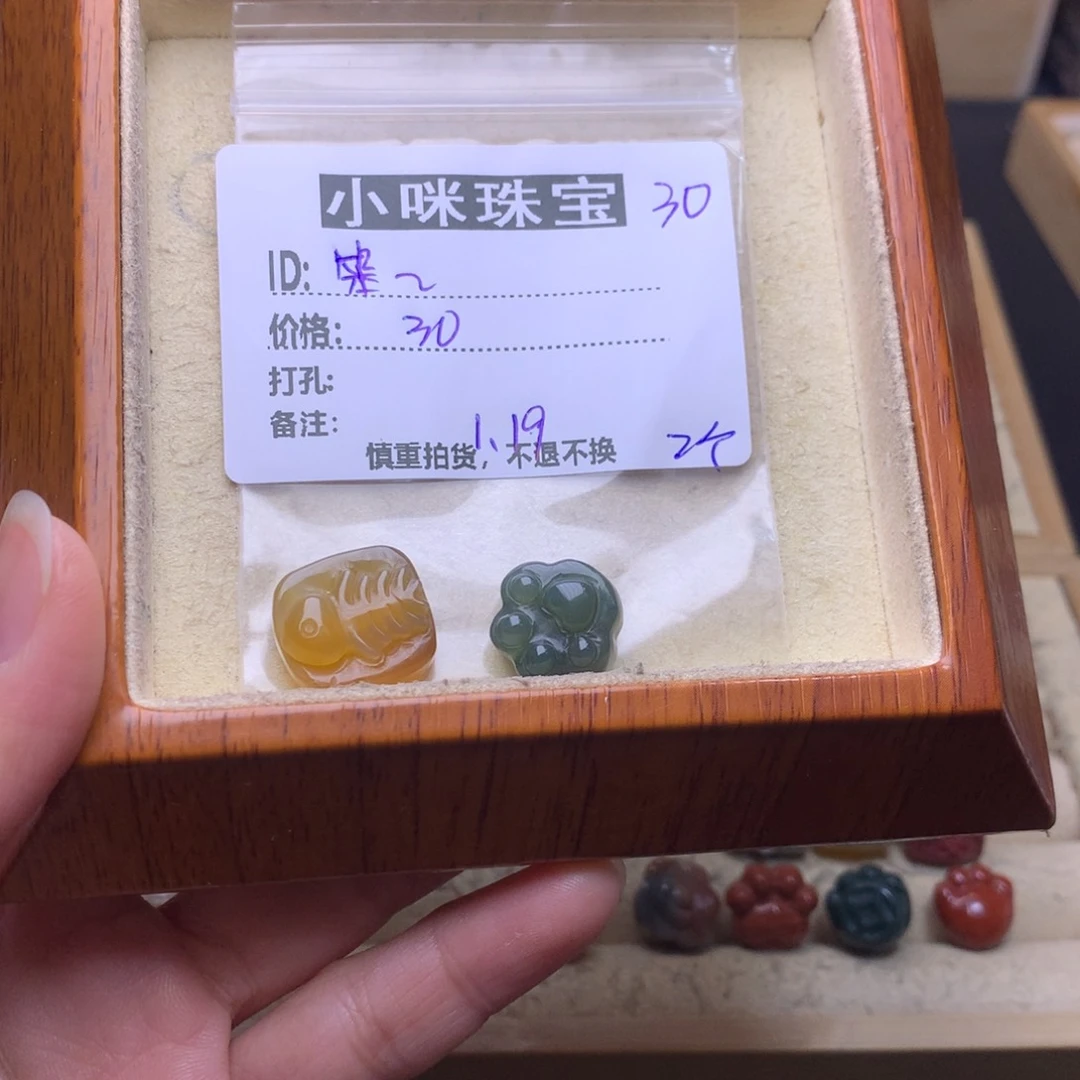 小咪珠宝 30
ID:
价格: 30
打孔:
备注:
1.19
慎重拍货，不退不换 2个